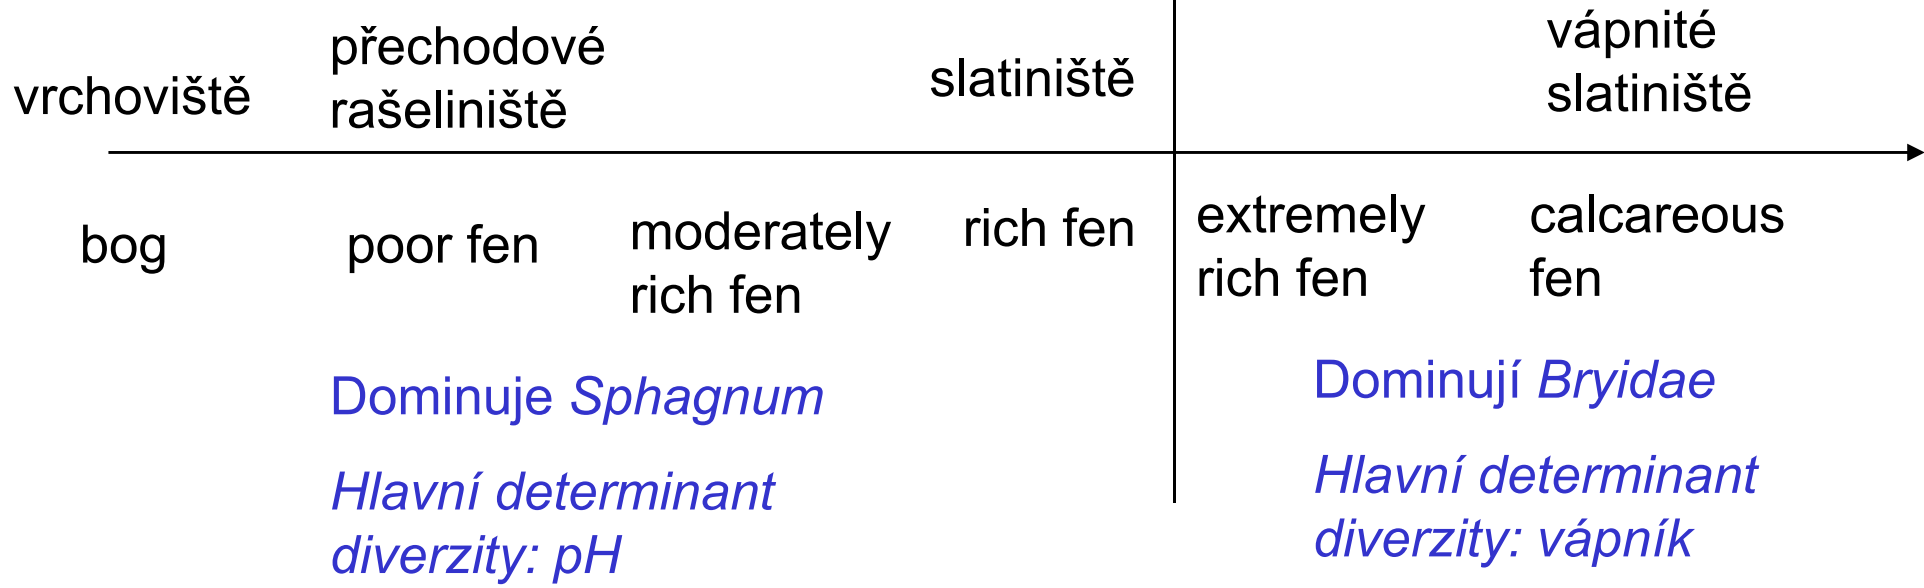 vrchoviště
přechodové
rašeliniště
slatiniště
vápnité
slatiniště
bog
poor fen
moderately
rich fen
rich fen
extremely
rich fen
calcareous
fen
Dominuje Sphagnum
Hlavní determinant
diverzity: pH
Dominují Bryidae
Hlavní determinant
diverzity: vápník